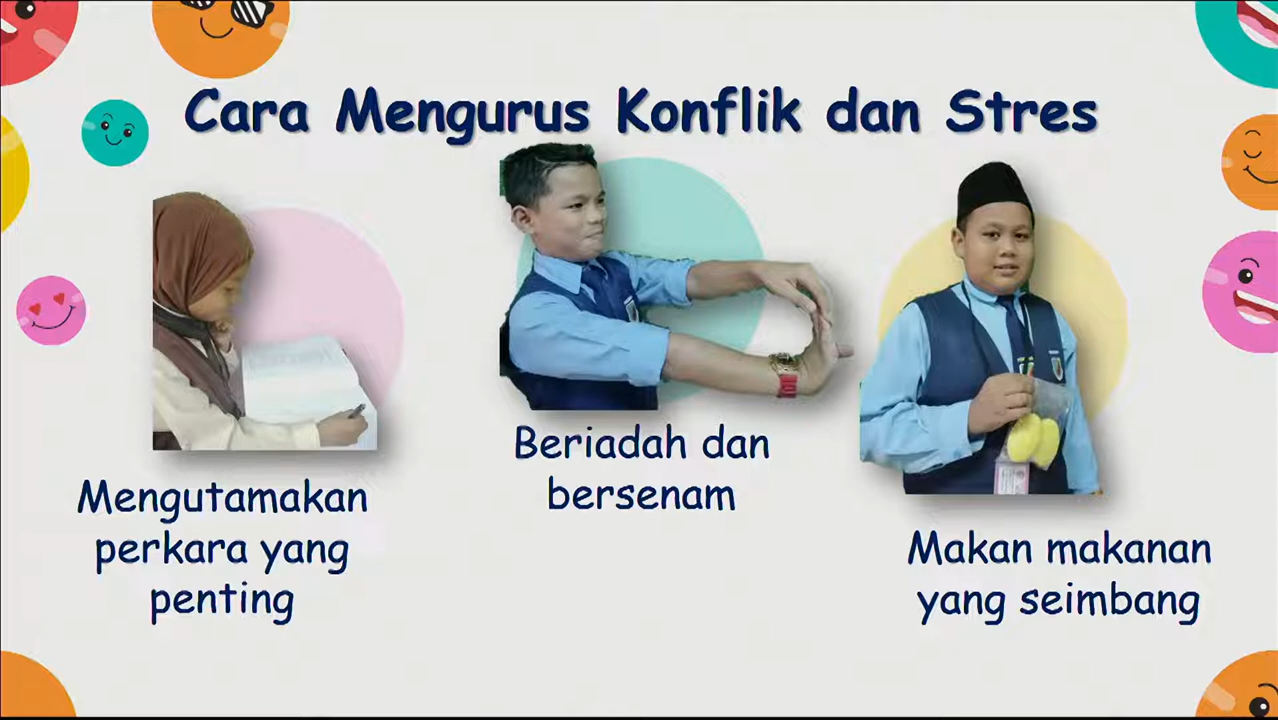 Cara Mengurus Konflik dan Stres
Mengutamakan
perkara yang
penting
Beriadah dan
bersenam
Makan makanan
yang seimbang